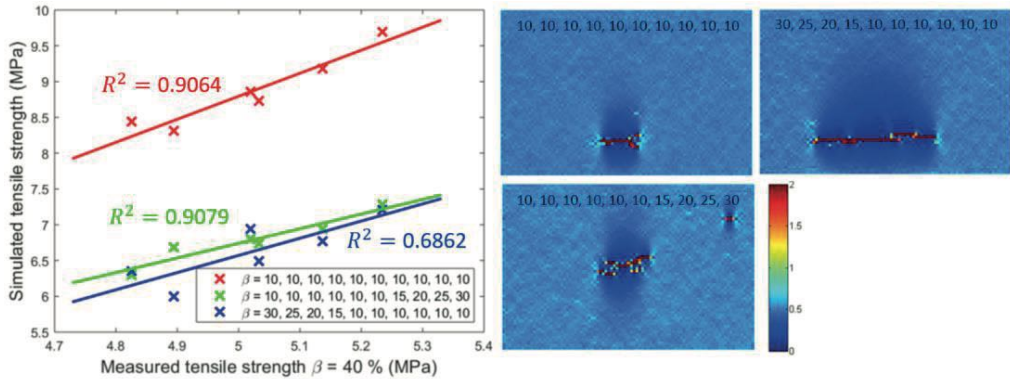 Simulated tensile strength (MPa)
10
9.5
9
8.5
8
7.5
7
6.5
6
5.5
R² = 0.9064
R² = 0.9079
R² = 0.6862
β = 10, 10, 10, 10, 10, 10, 10, 10, 10, 10
β = 10, 10, 10, 10, 10, 10, 15, 20, 25, 30
β = 30, 25, 20, 15, 10, 10, 10, 10, 10, 10
4.7 4.8 4.9 5 5.1 5.2 5.3 5.4
Measured tensile strength β = 40 % (MPa)
10, 10, 10, 10, 10, 10, 10, 10, 10, 10
30, 25, 20, 15, 10, 10, 10, 10, 10, 10
10, 10, 10, 10, 10, 10, 15, 20, 25, 30
2
1.5
1
0.5
0